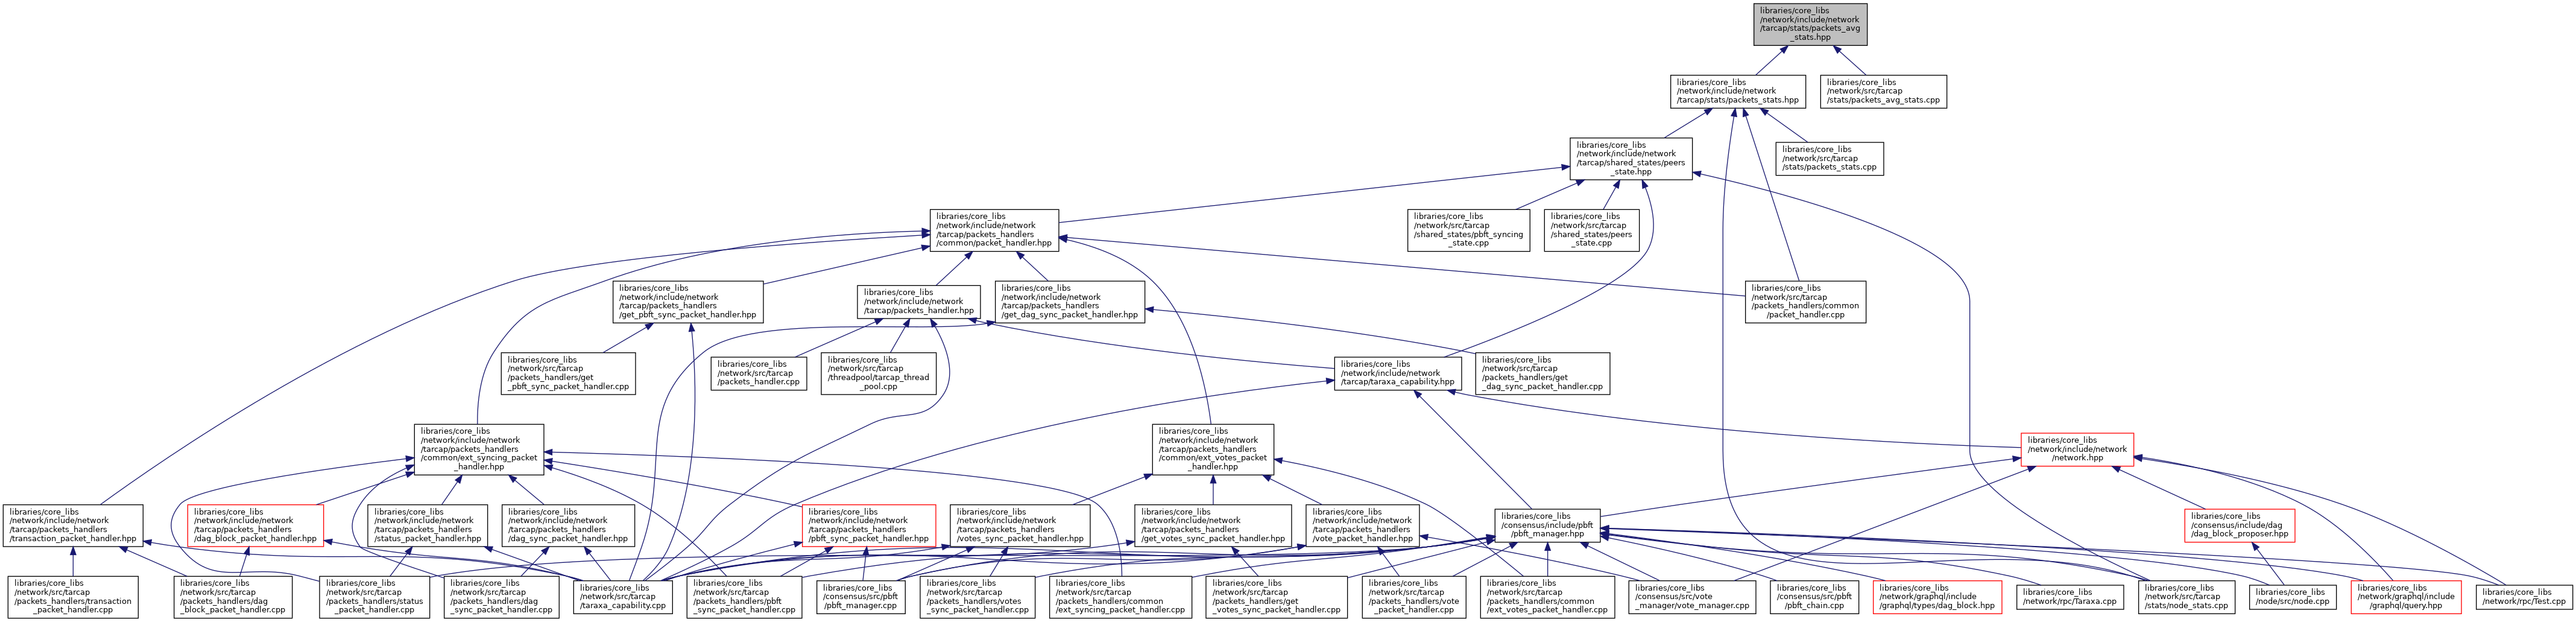 libraries/core_libs
/network/include/network
/tarcap/stats/packets_avg
_stats.hpp
libraries/core_libs
/network/include/network
/tarcap/stats/packets_stats.hpp
libraries/core_libs
/network/src/tarcap
/stats/packets_avg_stats.cpp
libraries/core_libs
/network/include/network
/tarcap/shared_states/peers
_state.hpp
libraries/core_libs
/network/src/tarcap
/stats/packets_stats.cpp
libraries/core_libs
/network/include/network
/tarcap/packets_handlers
/common/packet_handler.hpp
libraries/core_libs
/network/src/tarcap
/shared_states/pbft_syncing
_state.cpp
libraries/core_libs
/network/src/tarcap
/shared_states/peers
_state.cpp
libraries/core_libs
/network/include/network
/tarcap/packets_handlers
/get_pbft_sync_packet_handler.hpp
libraries/core_libs
/network/include/network
/tarcap/packets_handler.hpp
libraries/core_libs
/network/include/network
/tarcap/packets_handlers
/get_dag_sync_packet_handler.hpp
libraries/core_libs
/network/src/tarcap
/packets_handlers/common
/packet_handler.cpp
libraries/core_libs
/network/src/tarcap
/packets_handlers/get
_pbft_sync_packet_handler.cpp
libraries/core_libs
/network/src/tarcap
/packets_handler.cpp
libraries/core_libs
/network/src/tarcap
/threadpool/tarcap_thread
_pool.cpp
libraries/core_libs
/network/include/network
/tarcap/taraxa_capability.hpp
libraries/core_libs
/network/src/tarcap
/packets_handlers/get
_dag_sync_packet_handler.cpp
libraries/core_libs
/network/include/network
/tarcap/packets_handlers
/common/ext_syncing_packet
_handler.hpp
libraries/core_libs
/network/include/network
/tarcap/packets_handlers
/common/ext_votes_packet
_handler.hpp
libraries/core_libs
/network/include/network
/network.hpp
libraries/core_libs
/network/include/network
/tarcap/packets_handlers
/transaction_packet_handler.hpp
libraries/core_libs
/network/include/network
/tarcap/packets_handlers
/dag_block_packet_handler.hpp
libraries/core_libs
/network/include/network
/tarcap/packets_handlers
/status_packet_handler.hpp
libraries/core_libs
/network/include/network
/tarcap/packets_handlers
/dag_sync_packet_handler.hpp
libraries/core_libs
/network/include/network
/tarcap/packets_handlers
/pbft_sync_packet_handler.hpp
libraries/core_libs
/network/include/network
/tarcap/packets_handlers
/votes_sync_packet_handler.hpp
libraries/core_libs
/network/include/network
/tarcap/packets_handlers
/get_votes_sync_packet_handler.hpp
libraries/core_libs
/network/include/network
/tarcap/packets_handlers
/vote_packet_handler.hpp
libraries/core_libs
/consensus/include/pbft
/pbft_manager.hpp
libraries/core_libs
/consensus/include/dag
/dag_block_proposer.hpp
libraries/core_libs
/network/src/tarcap
/packets_handlers/transaction
_packet_handler.cpp
libraries/core_libs
/network/src/tarcap
/packets_handlers/dag
_block_packet_handler.cpp
libraries/core_libs
/network/src/tarcap
/packets_handlers/status
_packet_handler.cpp
libraries/core_libs
/network/src/tarcap
/packets_handlers/dag
_sync_packet_handler.cpp
libraries/core_libs
/network/src/tarcap
/taraxa_capability.cpp
libraries/core_libs
/network/src/tarcap
/packets_handlers/pbft
_sync_packet_handler.cpp
libraries/core_libs
/consensus/src/pbft
/pbft_manager.cpp
libraries/core_libs
/network/src/tarcap
/packets_handlers/votes
_sync_packet_handler.cpp
libraries/core_libs
/network/src/tarcap
/packets_handlers/common
/ext_syncing_packet_handler.cpp
libraries/core_libs
/network/src/tarcap
/packets_handlers/get
_votes_sync_packet_handler.cpp
libraries/core_libs
/network/src/tarcap
/packets_handlers/vote
_packet_handler.cpp
libraries/core_libs
/network/src/tarcap
/packets_handlers/common
/ext_votes_packet_handler.cpp
libraries/core_libs
/consensus/src/vote
_manager/vote_manager.cpp
libraries/core_libs
/consensus/src/pbft
/pbft_chain.cpp
libraries/core_libs
/network/graphql/include
/graphql/types/dag_block.hpp
libraries/core_libs
/network/rpc/Taraxa.cpp
libraries/core_libs
/network/src/tarcap
/stats/node_stats.cpp
libraries/core_libs
/node/src/node.cpp
libraries/core_libs
/network/graphql/include
/graphql/query.hpp
libraries/core_libs
/network/rpc/Test.cpp